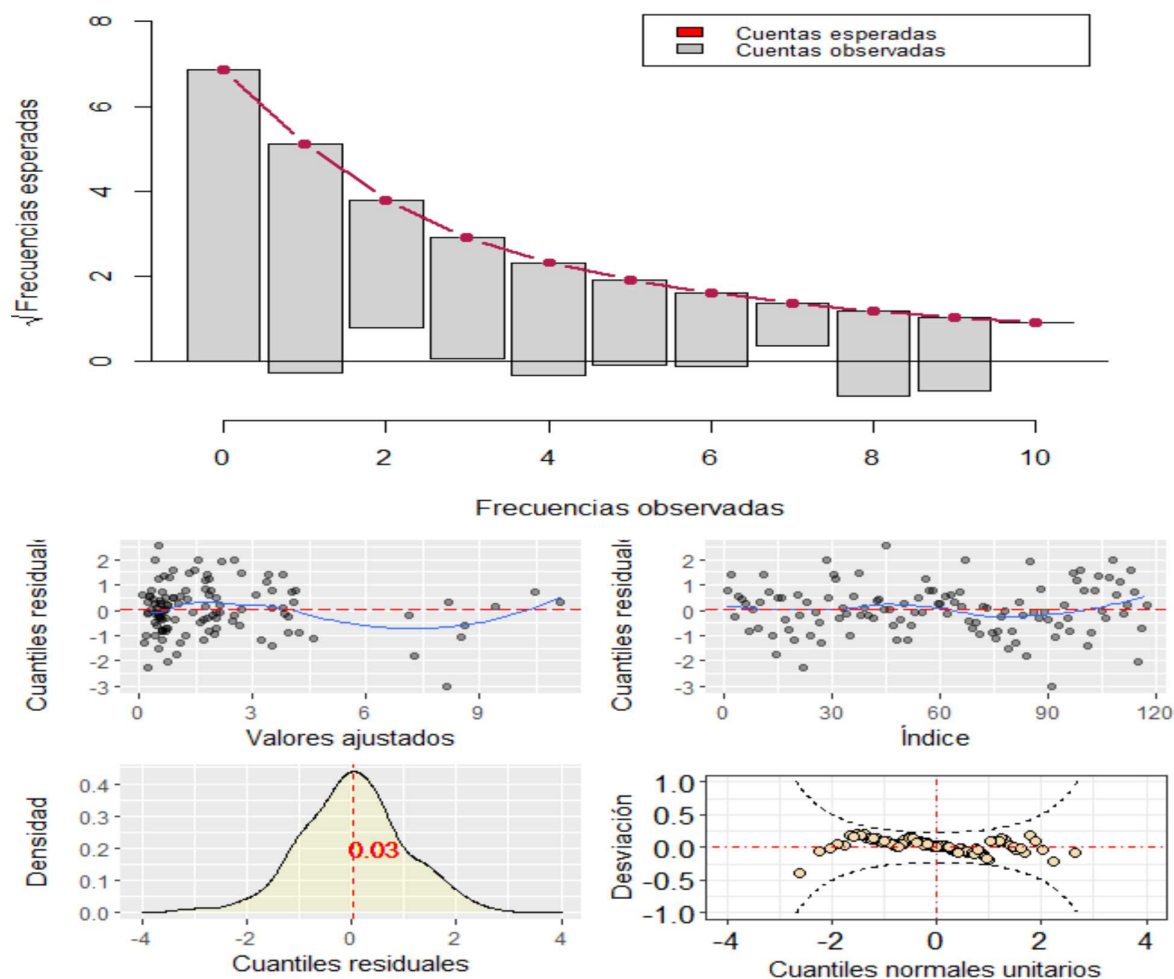 8
6
4
2
0
√Frecuencias esperadas
Cuentas esperadas
Cuentas observadas
0 2 4 6 8 10
Frecuencias observadas
Cuantiles residuale
2
1
0
-1
-2
-3
0 3 6 9
Valores ajustados
Cuantiles residuale
2
1
0
-1
-2
-3
0 30 60 90 120
Índice
Densidad
0.4
0.3
0.2
0.1
0.0
0.03
-4 -2 0 2 4
Cuantiles residuales
Desviación
1.0
0.5
0.0
-0.5
-1.0
-4 -2 0 2 4
Cuantiles normales unitarios